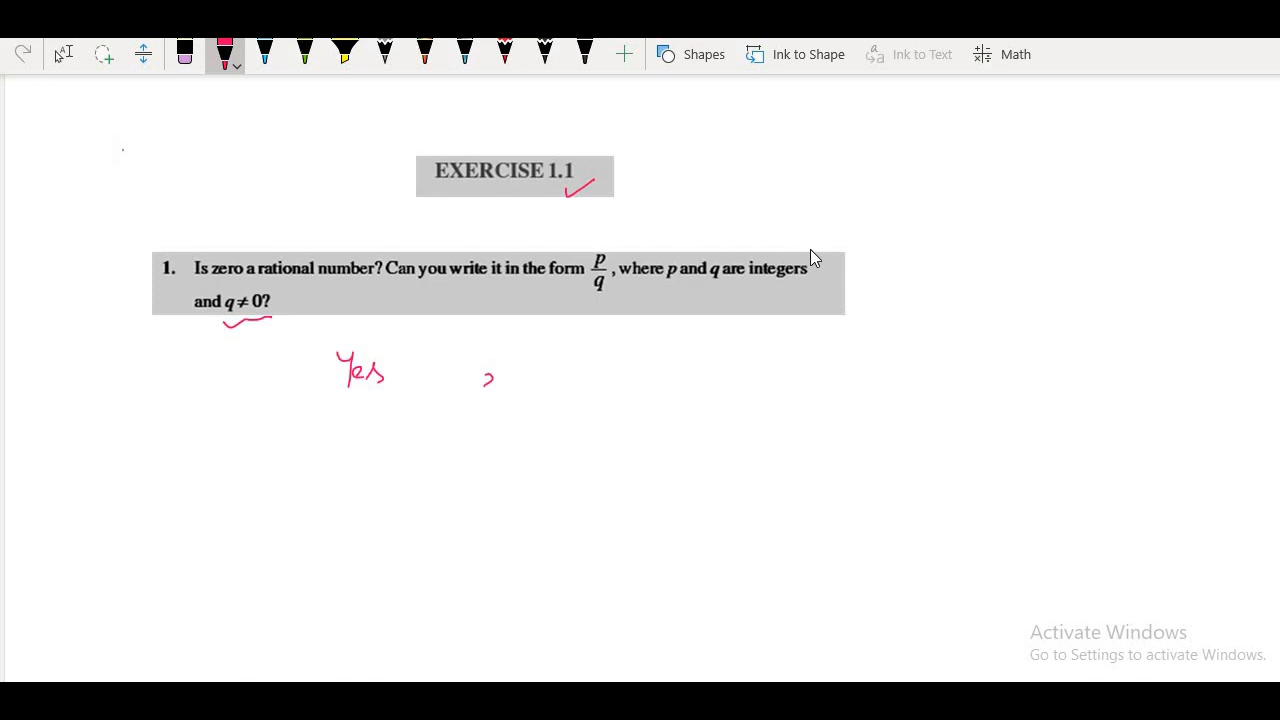 Shapes Ink to Shape Ink to Text Math
EXERCISE 1.1
1. Is zero a rational number? Can you write it in the form p/q, where p and q are integers
and q ≠ 0?
Yes
Activate Windows
Go to Settings to activate Windows.